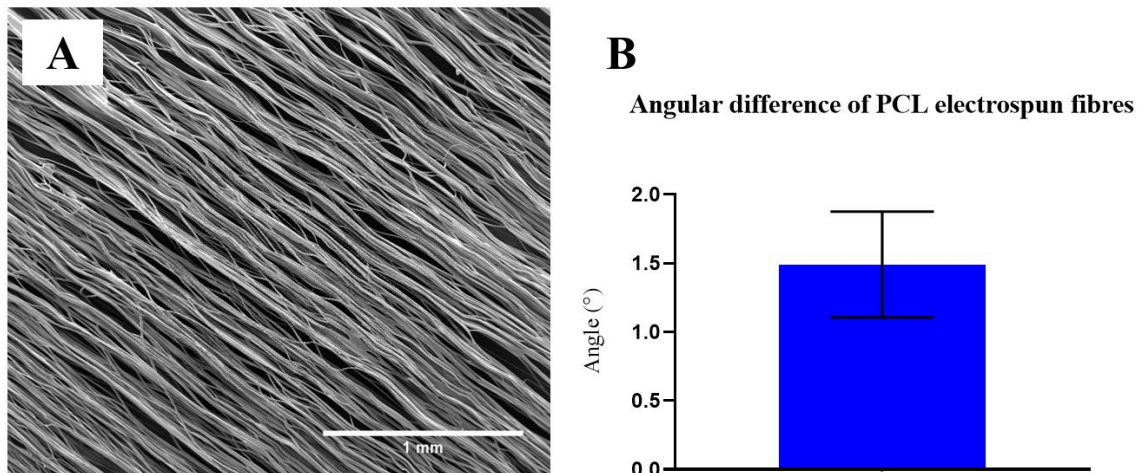 A
1 mm
B
Angular difference of PCL electrospun fibres
2.0
1.5
1.0
0.5
0.0
Angle (°)